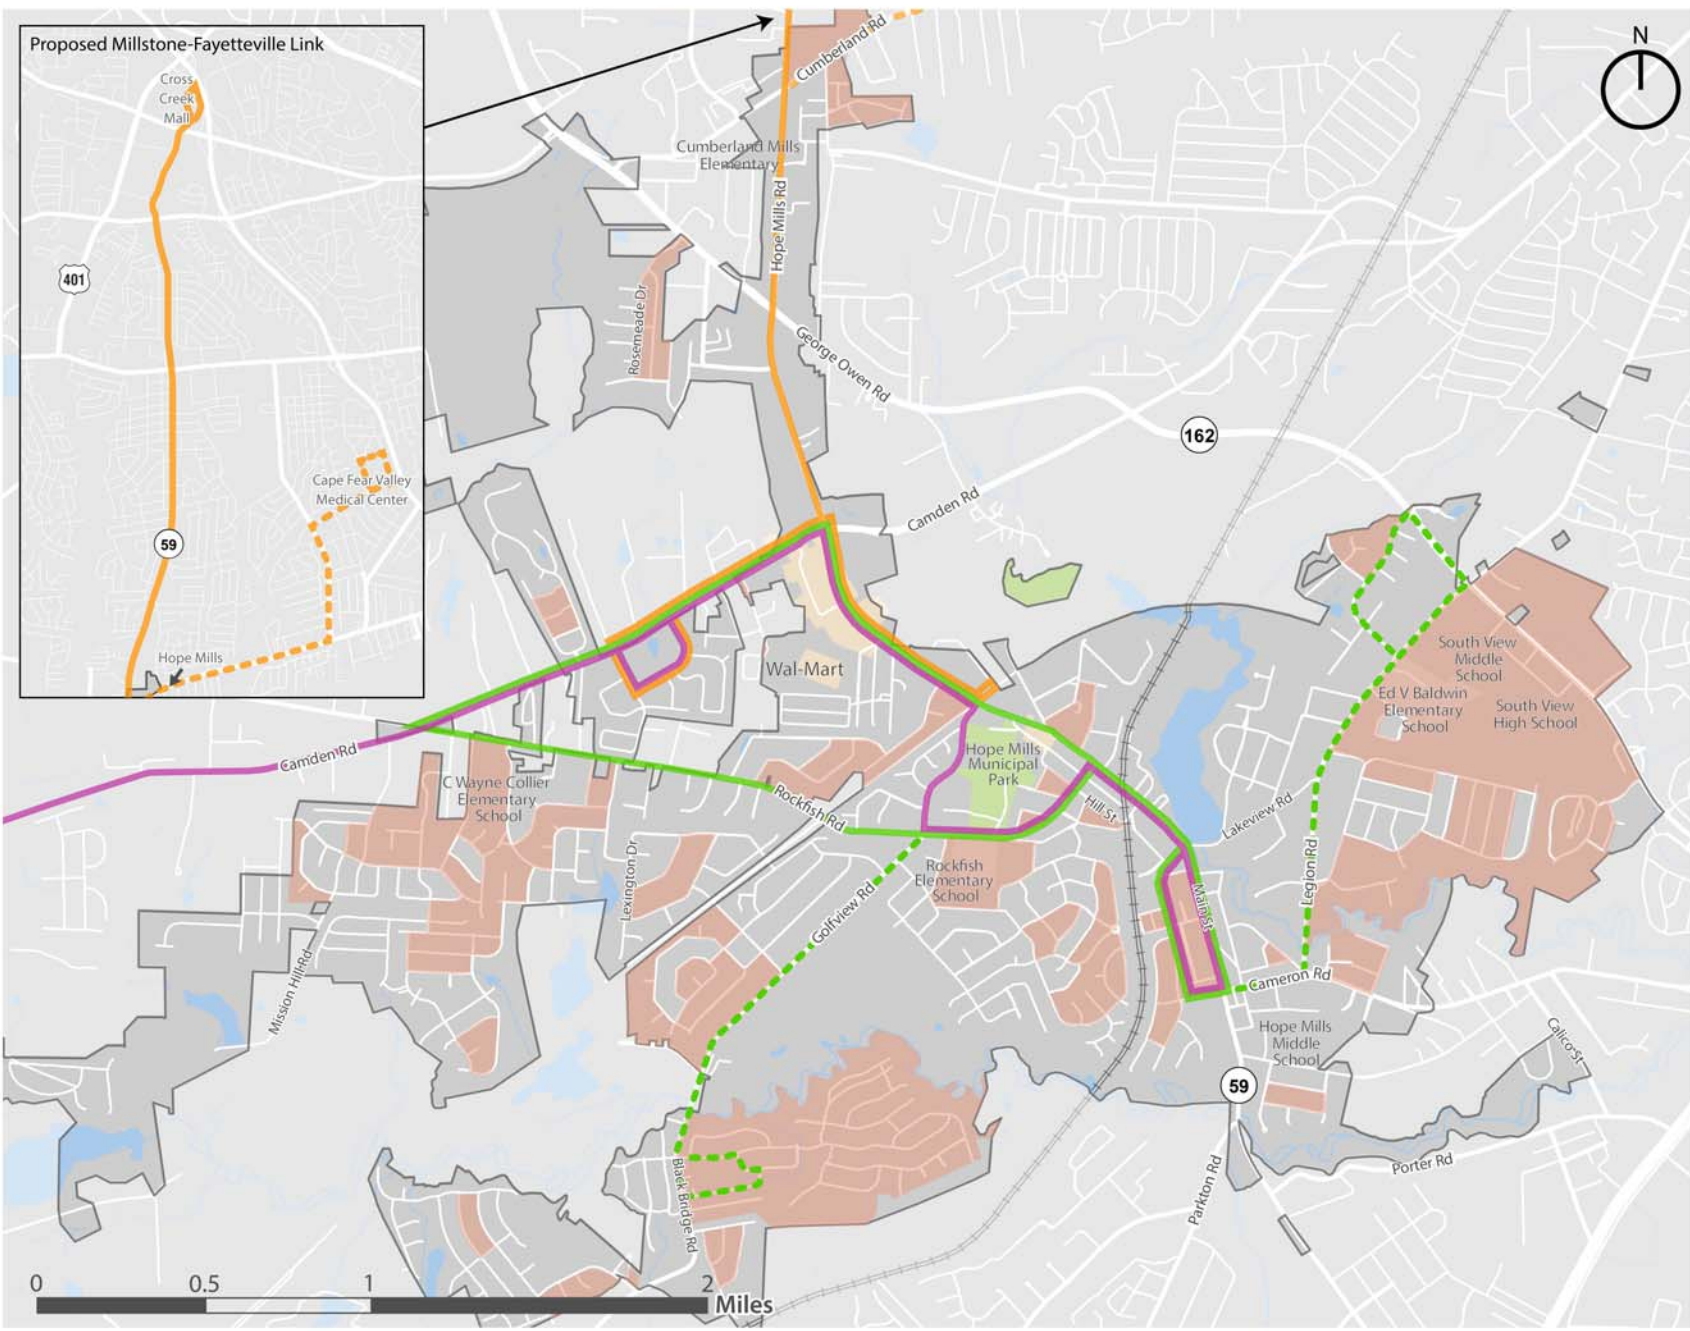 Proposed Millstone-Fayetteville Link
Cross
Creek
Mall
401
Cape Fear Valley
Medical Center
59
Hope Mills
N
Cumberland Rd
Cumberland Mills
Elementary
Hope Mills Rd
Rosemeade Dr
George Owen Rd
162
Camden Rd
Wal-Mart
South View
Middle
School
Ed V Baldwin
Elementary
School
South View
High School
Camden Rd
C Wayne Collier
Elementary
School
Hope Mills
Municipal
Park
Rockfish Rd
Hill St
Lakeview Rd
Lexington Dr
Rockfish
Elementary
School
Golfview Rd
Main St
Legion Rd
Mission Hill Rd
Cameron Rd
Hope Mills
Middle
School
Calico St
59
Black Bridge Rd
Parkton Rd
Porter Rd
0 0.5 1 2 Miles